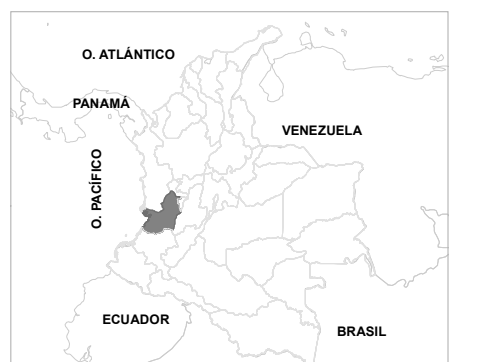 O. ATLÁNTICO
PANAMÁ
VENEZUELA
O. PACÍFICO
ECUADOR
BRASIL